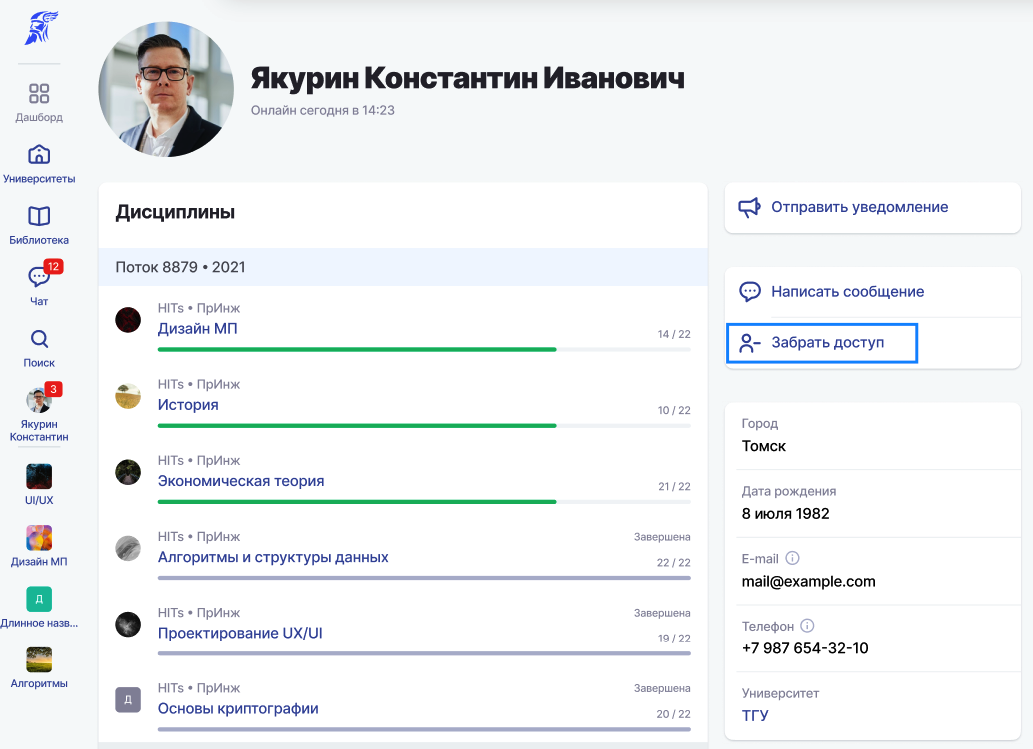 Дашборд
Университеты
Библиотека
12
Чат
Поиск
3
Якурин
Константин
UI/UX
Дизайн МП
Д
Длинное назв...
Алгоритмы
Якурин Константин Иванович
Онлайн сегодня в 14:23
Дисциплины
Поток 8879 • 2021
HITs • ПрИнж
Дизайн МП
14 / 22
HITs • ПрИнж
История
10 / 22
HITs • ПрИнж
Экономическая теория
21 / 22
HITs • ПрИнж
Завершена
Алгоритмы и структуры данных
22 / 22
HITs • ПрИнж
Завершена
Проектирование UX/UI
19 / 22
HITs • ПрИнж
Завершена
Д
Основы криптографии
20 / 22
Отправить уведомление
Написать сообщение
Забрать доступ
Город
Томск
Дата рождения
8 июля 1982
E-mail
mail@example.com
Телефон
+7 987 654-32-10
Университет
ТГУ